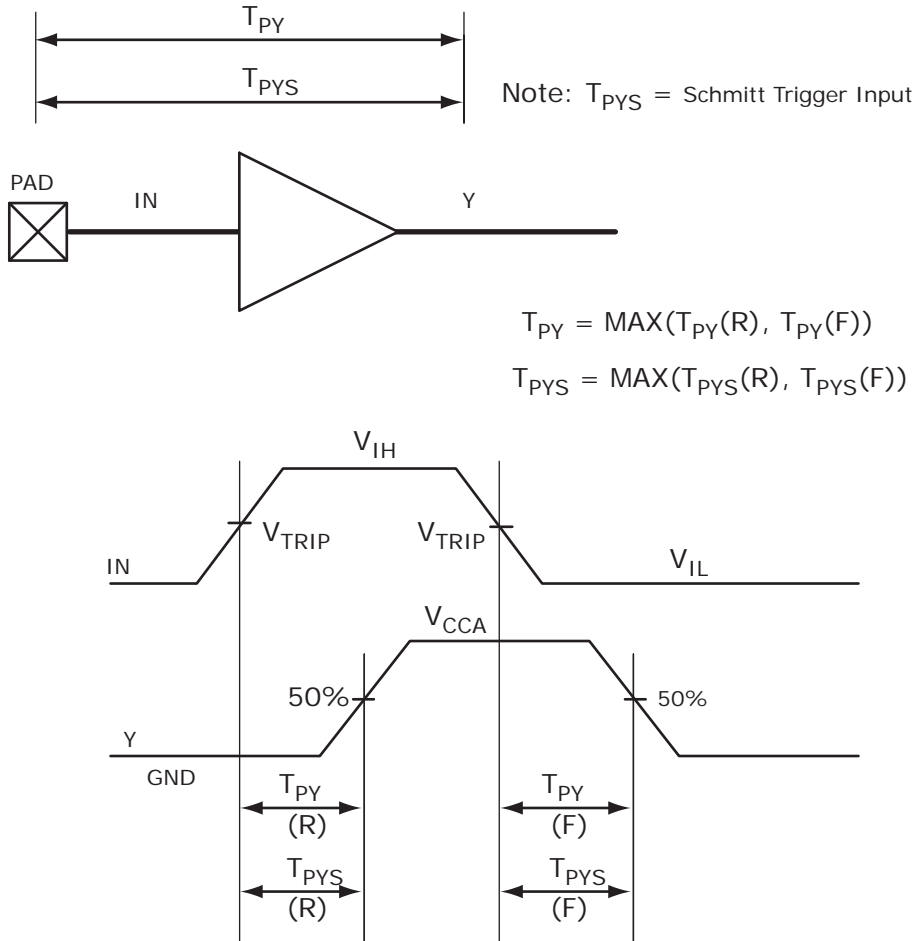 T_PY
T_PYS
Note: T_PYS = Schmitt Trigger Input
PAD
IN
Y
T_PY = MAX(T_PY(R), T_PY(F))
T_PYS = MAX(T_PYS(R), T_PYS(F))
V_IH
V_TRIP
V_TRIP
IN
V_IL
V_CCA
50%
50%
Y
GND
T_PY
(R)
T_PY
(F)
T_PYS
(R)
T_PYS
(F)